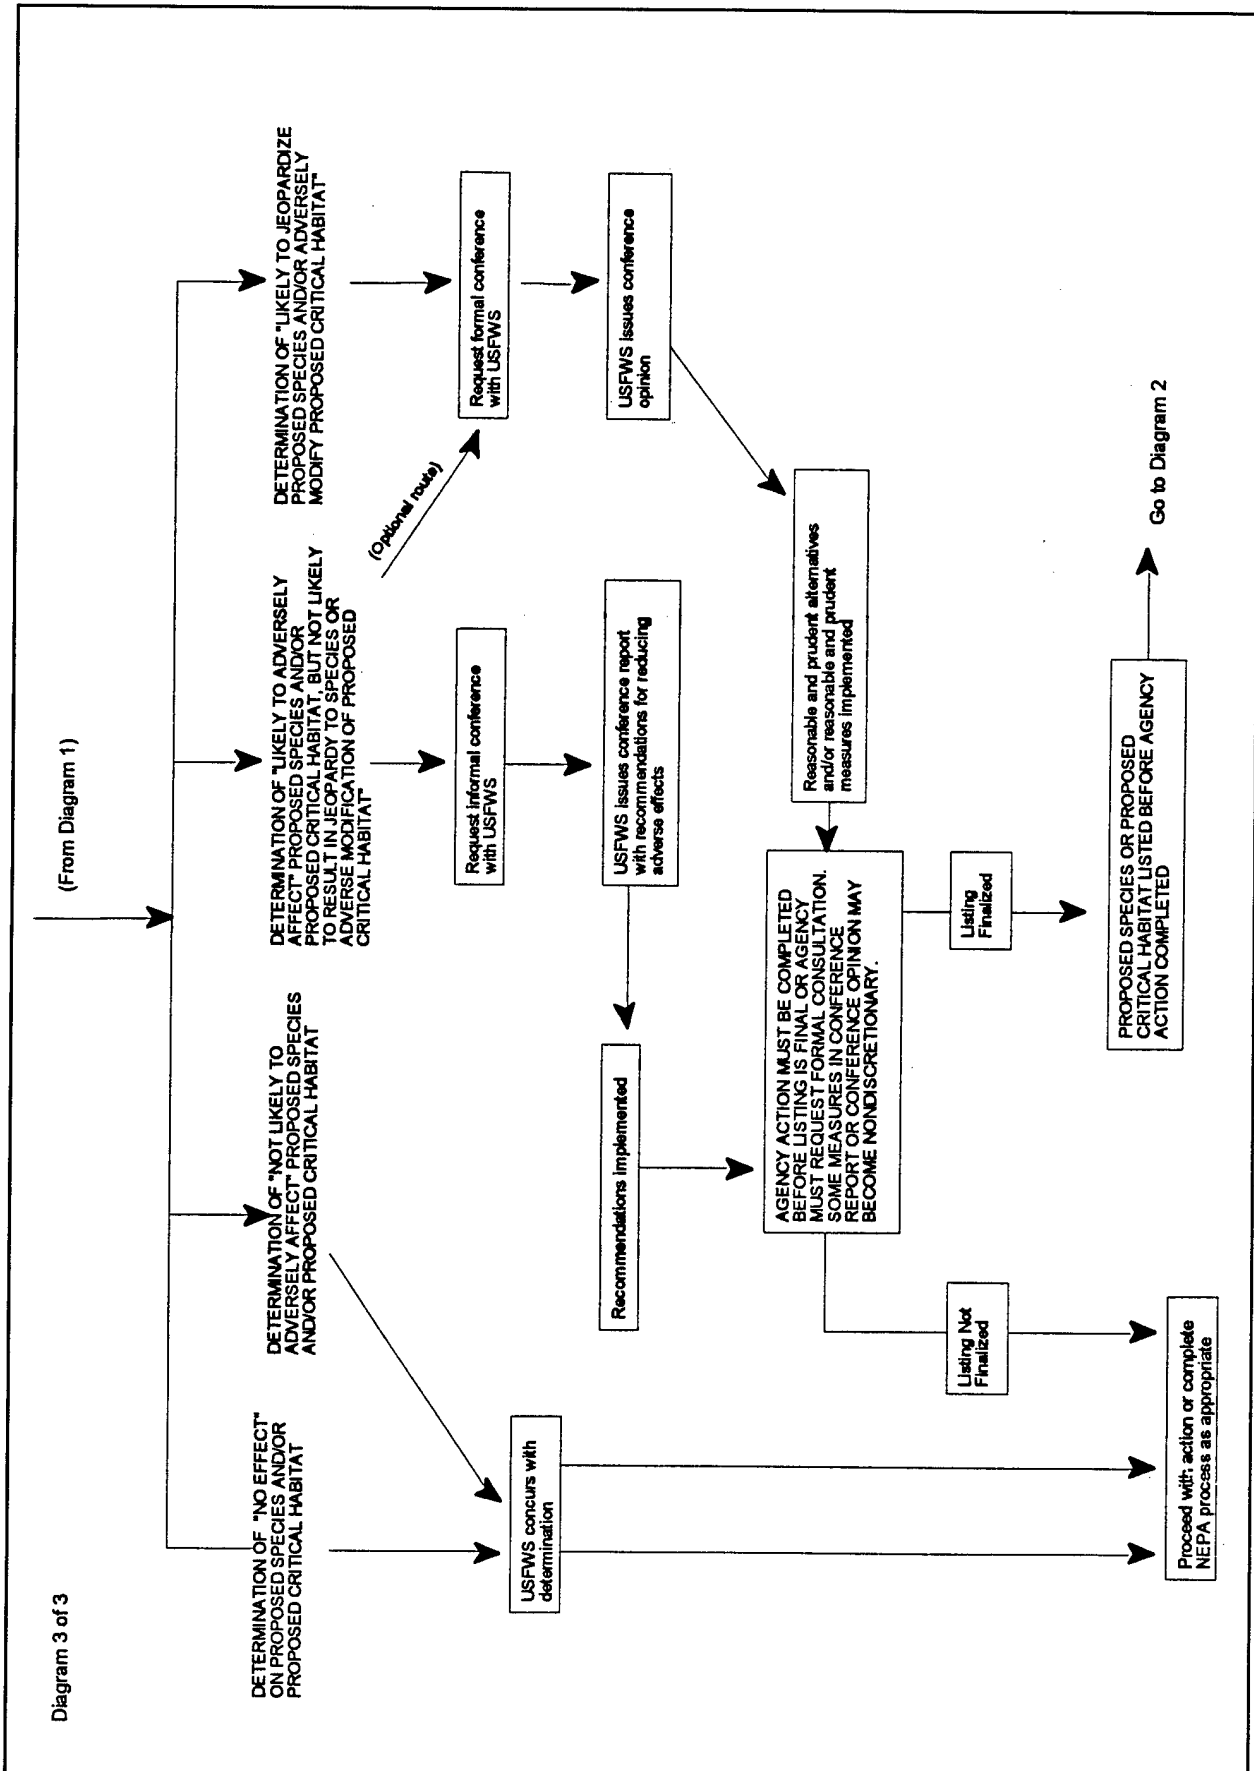 Diagram 3 of 3
(From Diagram 1)
DETERMINATION OF "NO EFFECT"
ON PROPOSED SPECIES AND/OR
PROPOSED CRITICAL HABITAT
DETERMINATION OF "NOT LIKELY TO
ADVERSELY AFFECT" PROPOSED SPECIES
AND/OR PROPOSED CRITICAL HABITAT
DETERMINATION OF "LIKELY TO ADVERSELY
AFFECT" PROPOSED SPECIES AND/OR
PROPOSED CRITICAL HABITAT, BUT NOT LIKELY
TO RESULT IN JEOPARDY TO SPECIES OR
ADVERSE MODIFICATION OF PROPOSED
CRITICAL HABITAT"
DETERMINATION OF "LIKELY TO JEOPARDIZE
PROPOSED SPECIES AND/OR ADVERSELY
MODIFY PROPOSED CRITICAL HABITAT"
(Optional route)
Request informal conference
with USFWS
Request formal conference
with USFWS
USFWS concurs with
determination
Recommendations implemented
USFWS issues conference report
with recommendations for reducing
adverse effects
USFWS issues conference
opinion
Reasonable and prudent alternatives
and/or reasonable and prudent
measures implemented
AGENCY ACTION MUST BE COMPLETED
BEFORE LISTING IS FINAL OR AGENCY
MUST REQUEST FORMAL CONSULTATION.
SOME MEASURES IN CONFERENCE
REPORT OR CONFERENCE OPINION MAY
BECOME NONDISCRETIONARY.
Listing Not
Finalized
Listing
Finalized
Proceed with action or complete
NEPA process as appropriate
PROPOSED SPECIES OR PROPOSED
CRITICAL HABITAT LISTED BEFORE AGENCY
ACTION COMPLETED
Go to Diagram 2